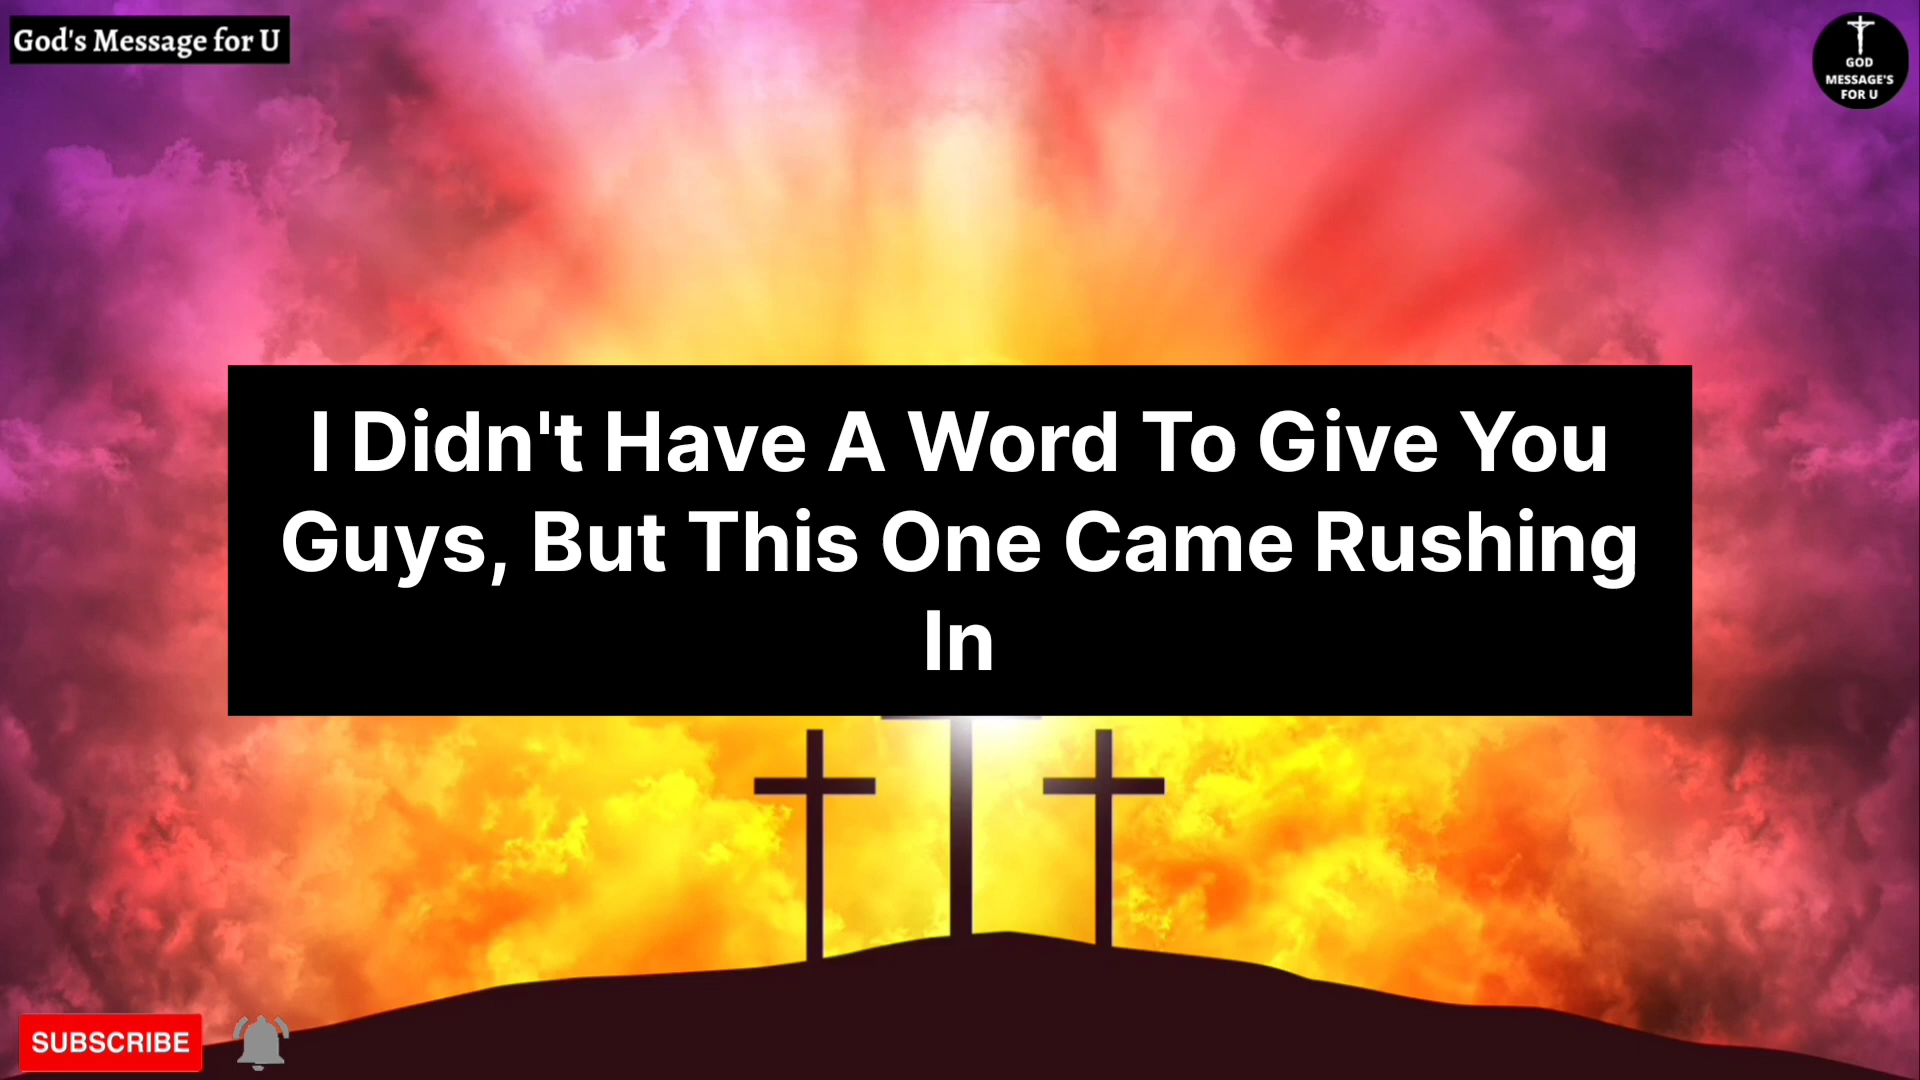 God's Message for U
GOD
MESSAGE'S
FOR U
I Didn't Have A Word To Give You
Guys, But This One Came Rushing
In
SUBSCRIBE